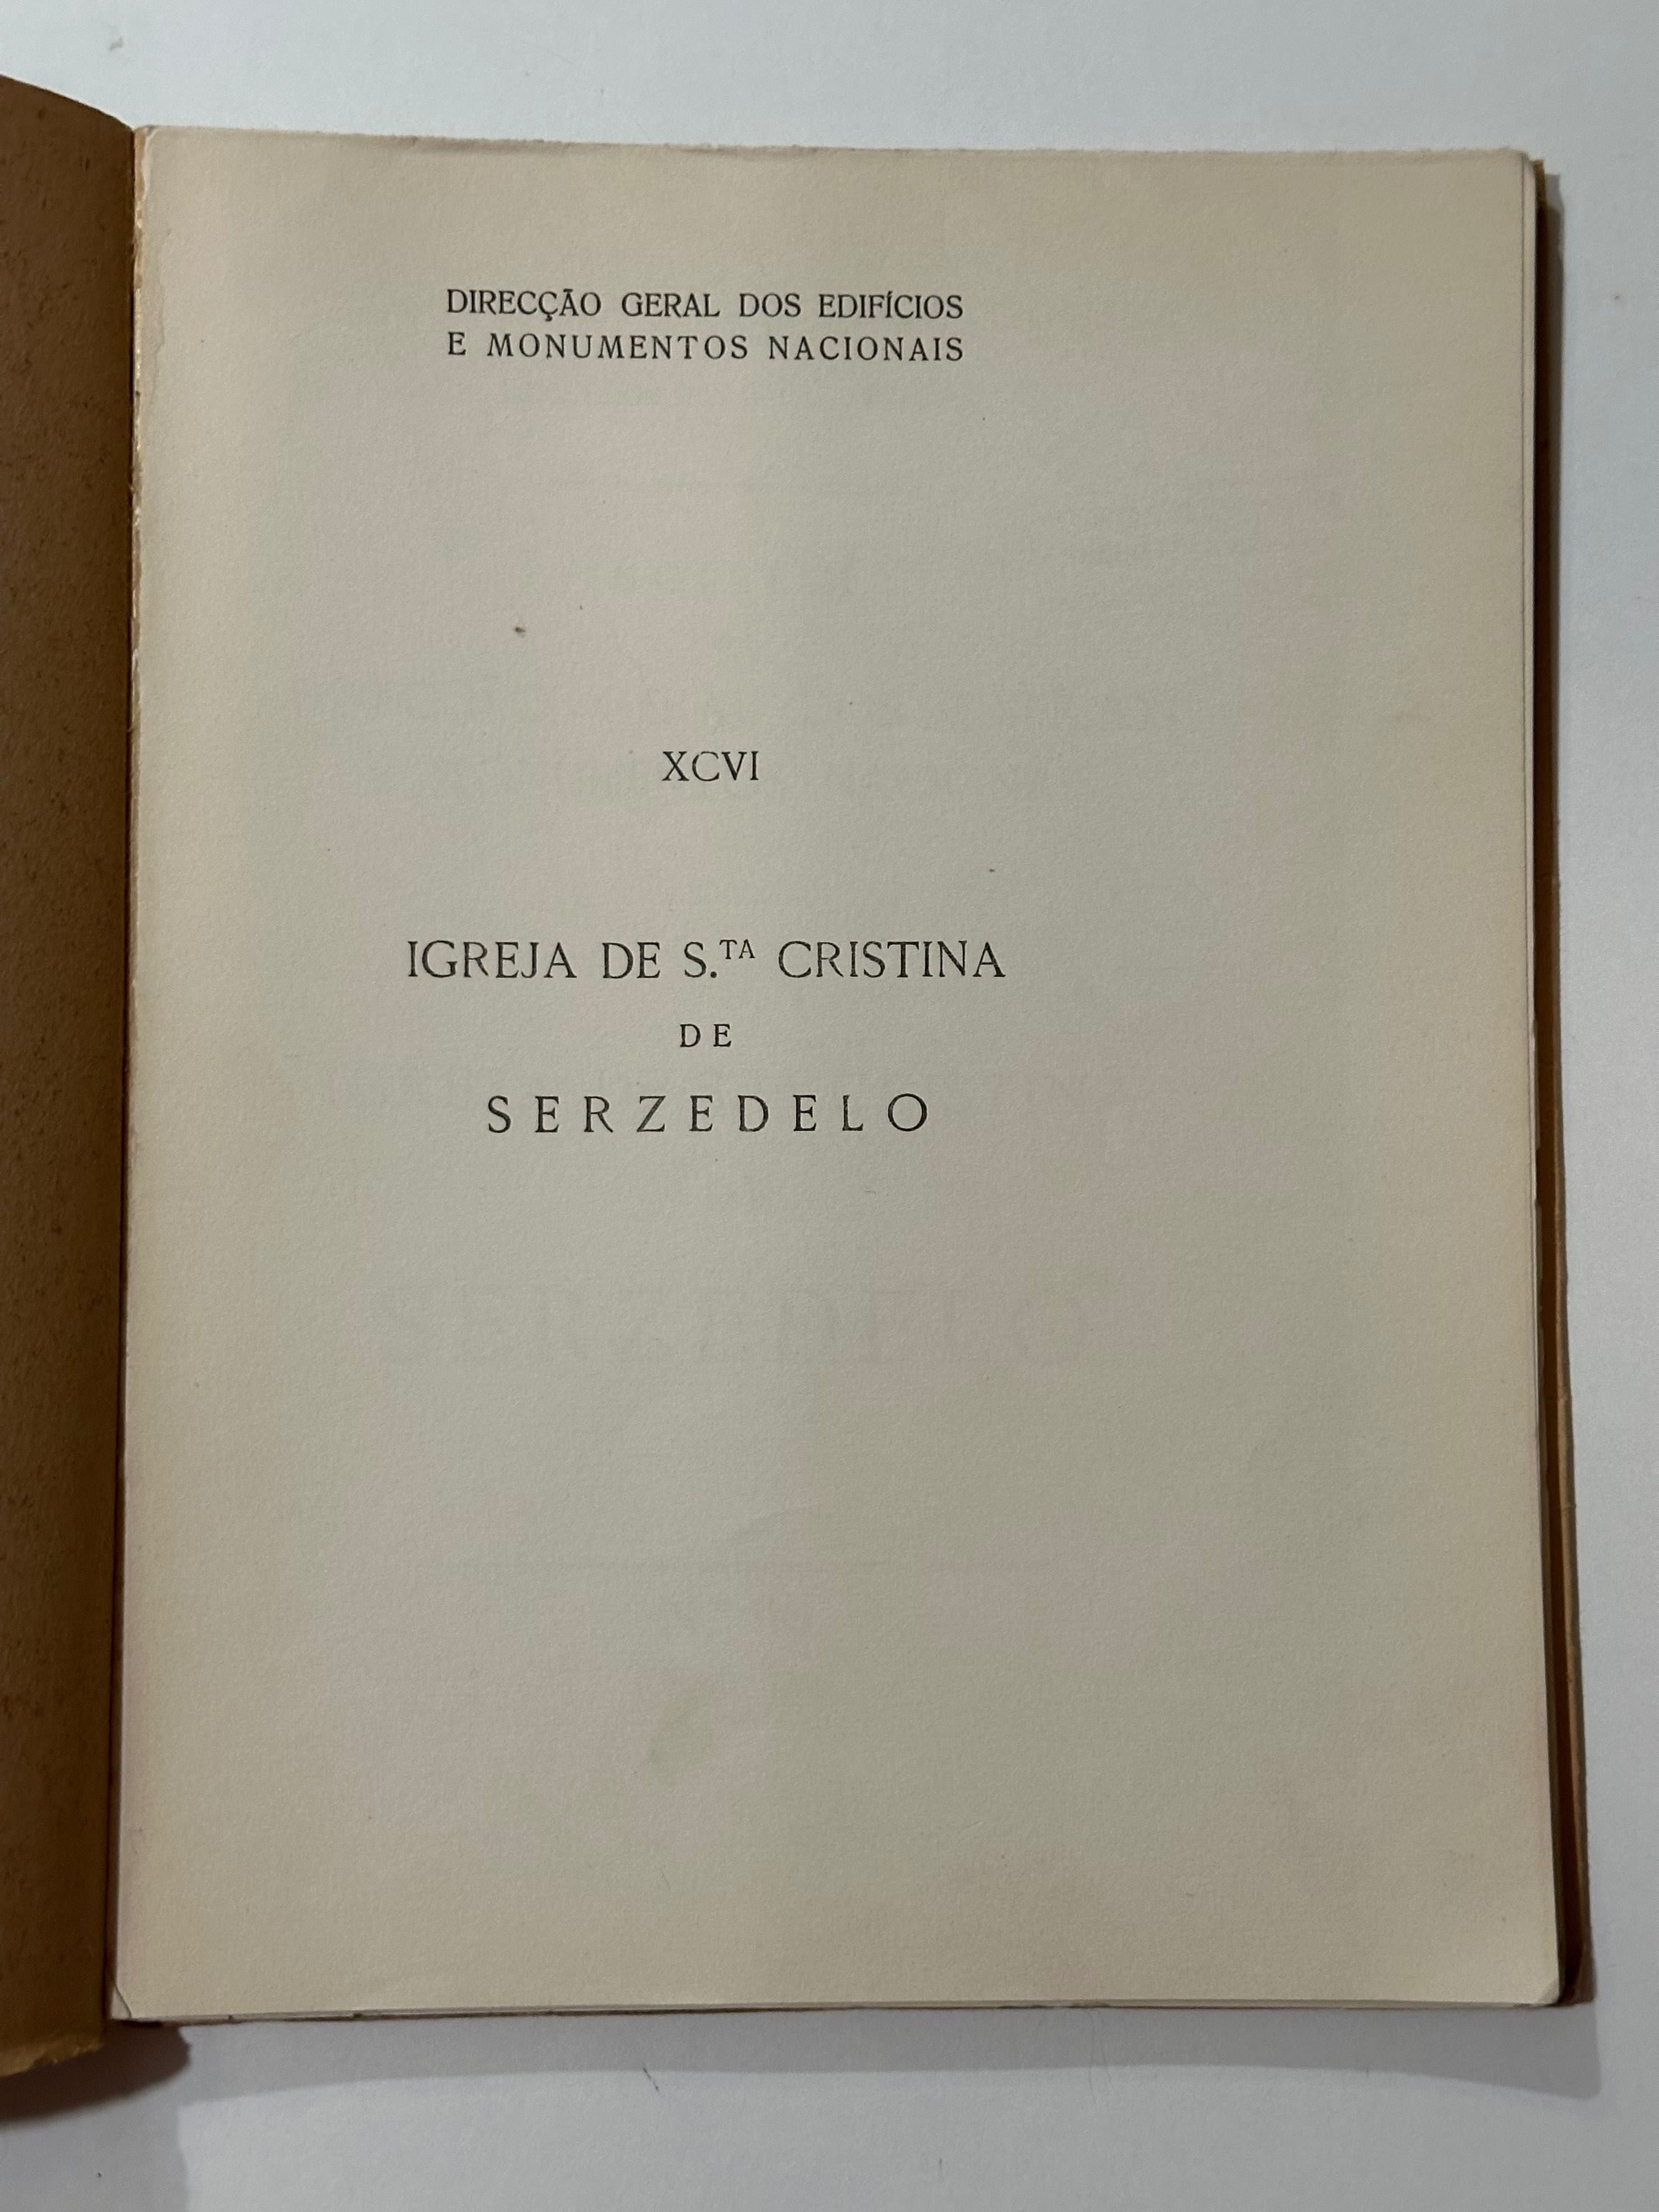 DIRECÇÃO GERAL DOS EDIFÍCIOS
E MONUMENTOS NACIONAIS
XCVI
IGREJA DE S.TA CRISTINA
DE
SERZEDELO